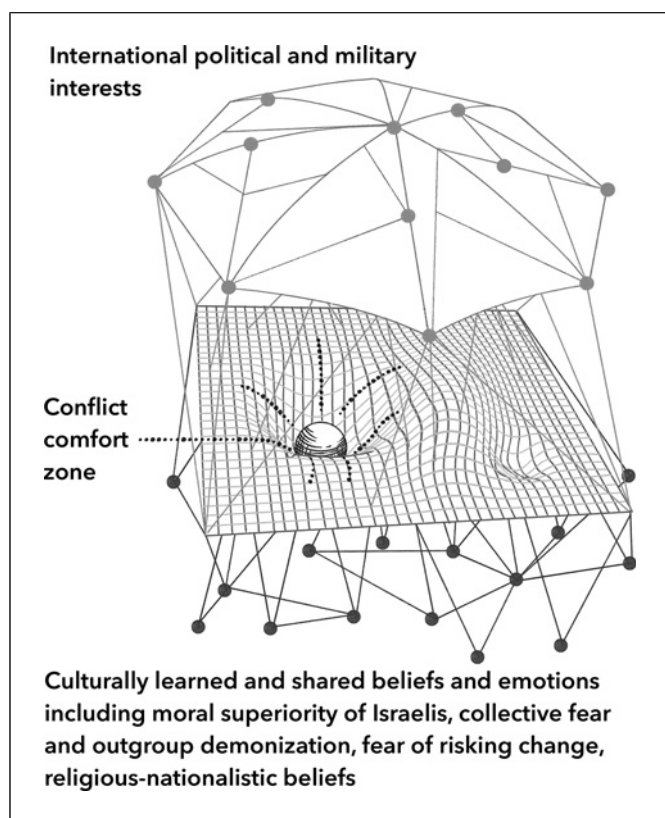 International political and military
interests
Conflict
comfort
zone
Culturally learned and shared beliefs and emotions
including moral superiority of Israelis, collective fear
and outgroup demonization, fear of risking change,
religious-nationalistic beliefs